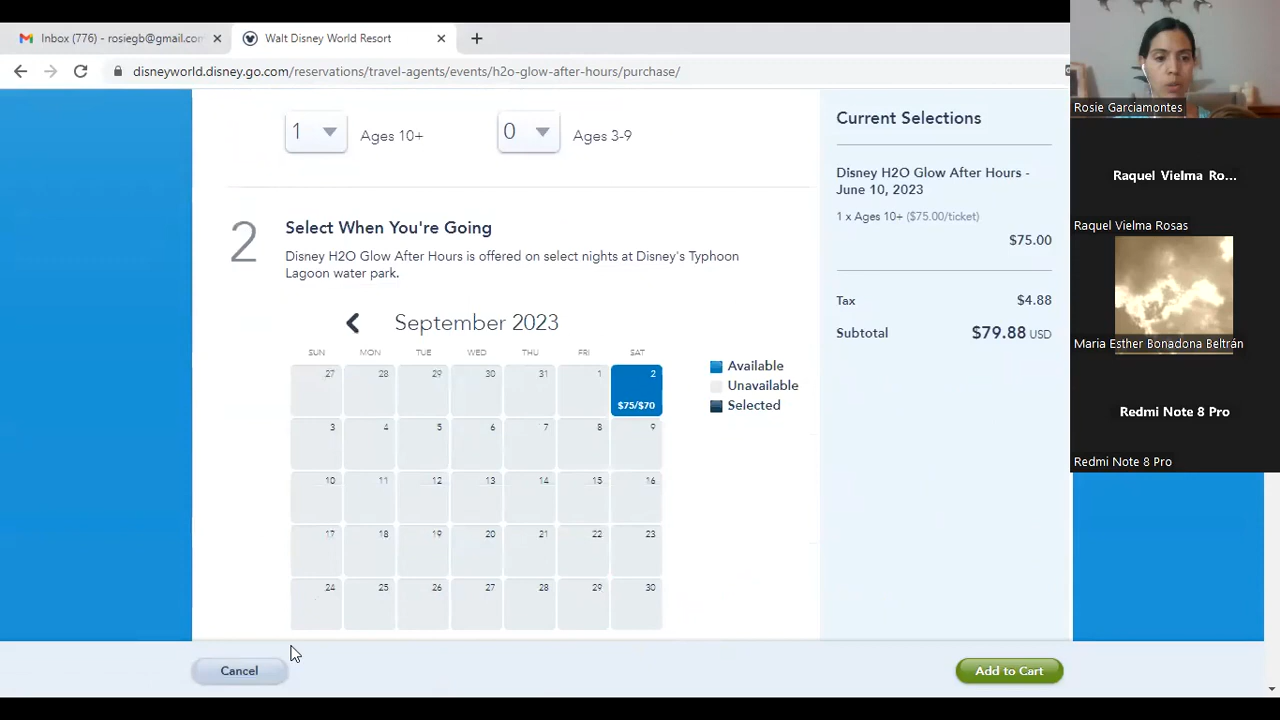 Inbox (776) - rosiegb@gmail.com
Walt Disney World Resort
disneyworld.disney.go.com/reservations/travel-agents/events/h2o-glow-after-hours/purchase/
1 Ages 10+ 0 Ages 3-9
2 Select When You're Going
Disney H2O Glow After Hours is offered on select nights at Disney's Typhoon
Lagoon water park.
September 2023
SUN MON TUE WED THU FRI SAT
27 28 29 30 31 1 2
$75/$70
3 4 5 6 7 8 9
10 11 12 13 14 15 16
17 18 19 20 21 22 23
24 25 26 27 28 29 30
Available
Unavailable
Selected
Cancel
Current Selections
Disney H2O Glow After Hours -
June 10, 2023
1 x Ages 10+ ($75.00/ticket)
$75.00
Tax $4.88
Subtotal $79.88 USD
Add to Cart
Rosie Garciamontes
Raquel Vielma Ro...
Raquel Vielma Rosas
Maria Esther Bonadona Beltrán
Redmi Note 8 Pro
Redmi Note 8 Pro